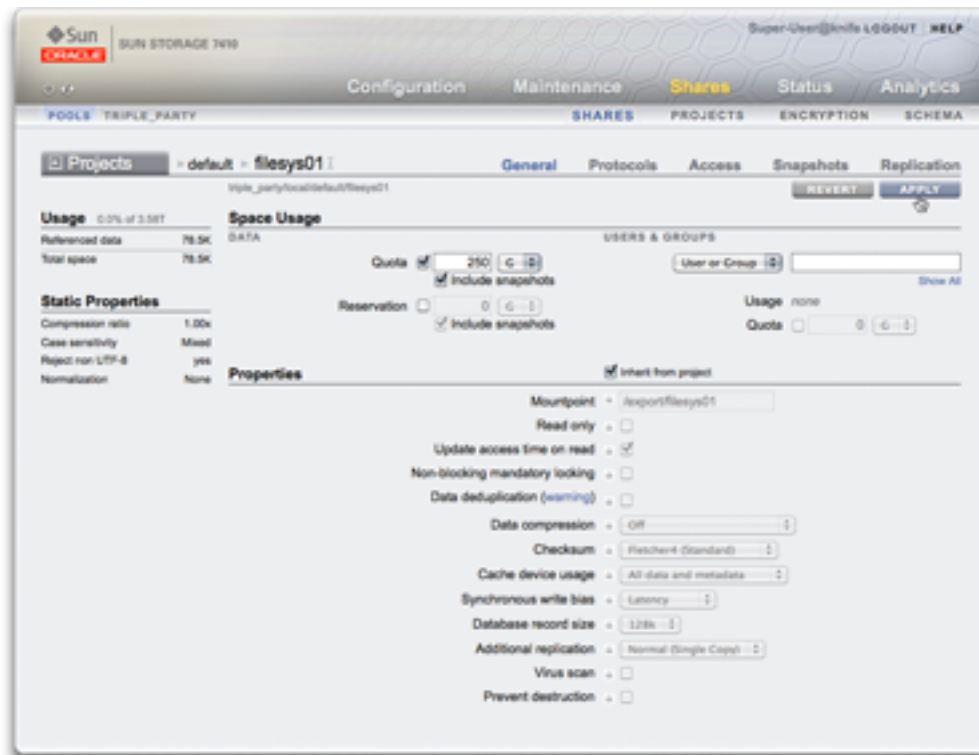 Sun
ORACLE
SUN STORAGE 7410
Super-User@knife LOGOUT HELP
Configuration Maintenance Shares Status Analytics
POOLS TRIPLE_PARTY SHARES PROJECTS ENCRYPTION SCHEMA
Projects default filesys01 General Protocols Access Snapshots Replication
triple_party/local/default/filesys01 REVERT APPLY
Usage 0.0% of 3.58T Space Usage
Referenced data 78.5K DATA USERS & GROUPS
Total space 78.5K Quota 250 G User or Group
Include snapshots Show All
Static Properties Reservation 0 G Usage none
Compression ratio 1.00x Include snapshots Quota 0 G
Case sensitivity Mixed
Reject non UTF-8 yes
Normalization None Properties Inherit from project
Mountpoint /export/filesys01
Read only
Update access time on read
Non-blocking mandatory locking
Data deduplication (warning)
Data compression Off
Checksum Fletcher4 (Standard)
Cache device usage All data and metadata
Synchronous write bias Latency
Database record size 128k
Additional replication Normal (Single Copy)
Virus scan
Prevent destruction